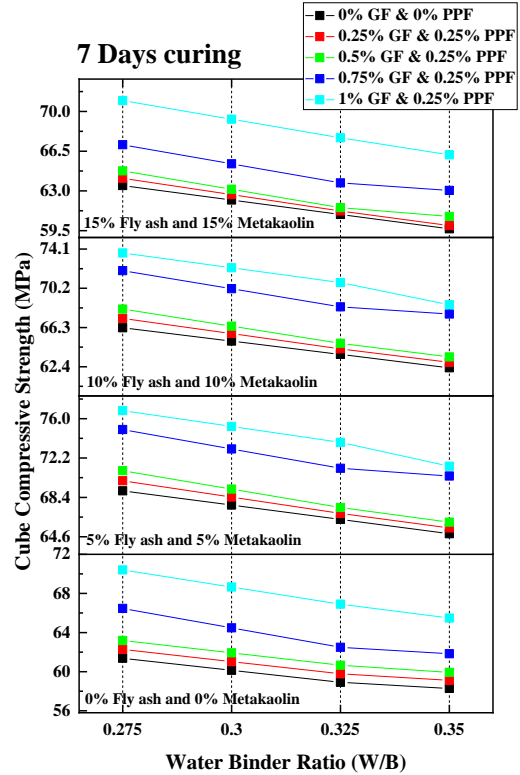 7 Days curing
0% GF & 0% PPF
0.25% GF & 0.25% PPF
0.5% GF & 0.25% PPF
0.75% GF & 0.25% PPF
1% GF & 0.25% PPF
Cube Compressive Strength (MPa)
70.0
66.5
63.0
59.5
15% Fly ash and 15% Metakaolin
74.1
70.2
66.3
62.4
10% Fly ash and 10% Metakaolin
76.0
72.2
68.4
64.6
5% Fly ash and 5% Metakaolin
72
68
64
60
56
0% Fly ash and 0% Metakaolin
0.275 0.3 0.325 0.35
Water Binder Ratio (W/B)